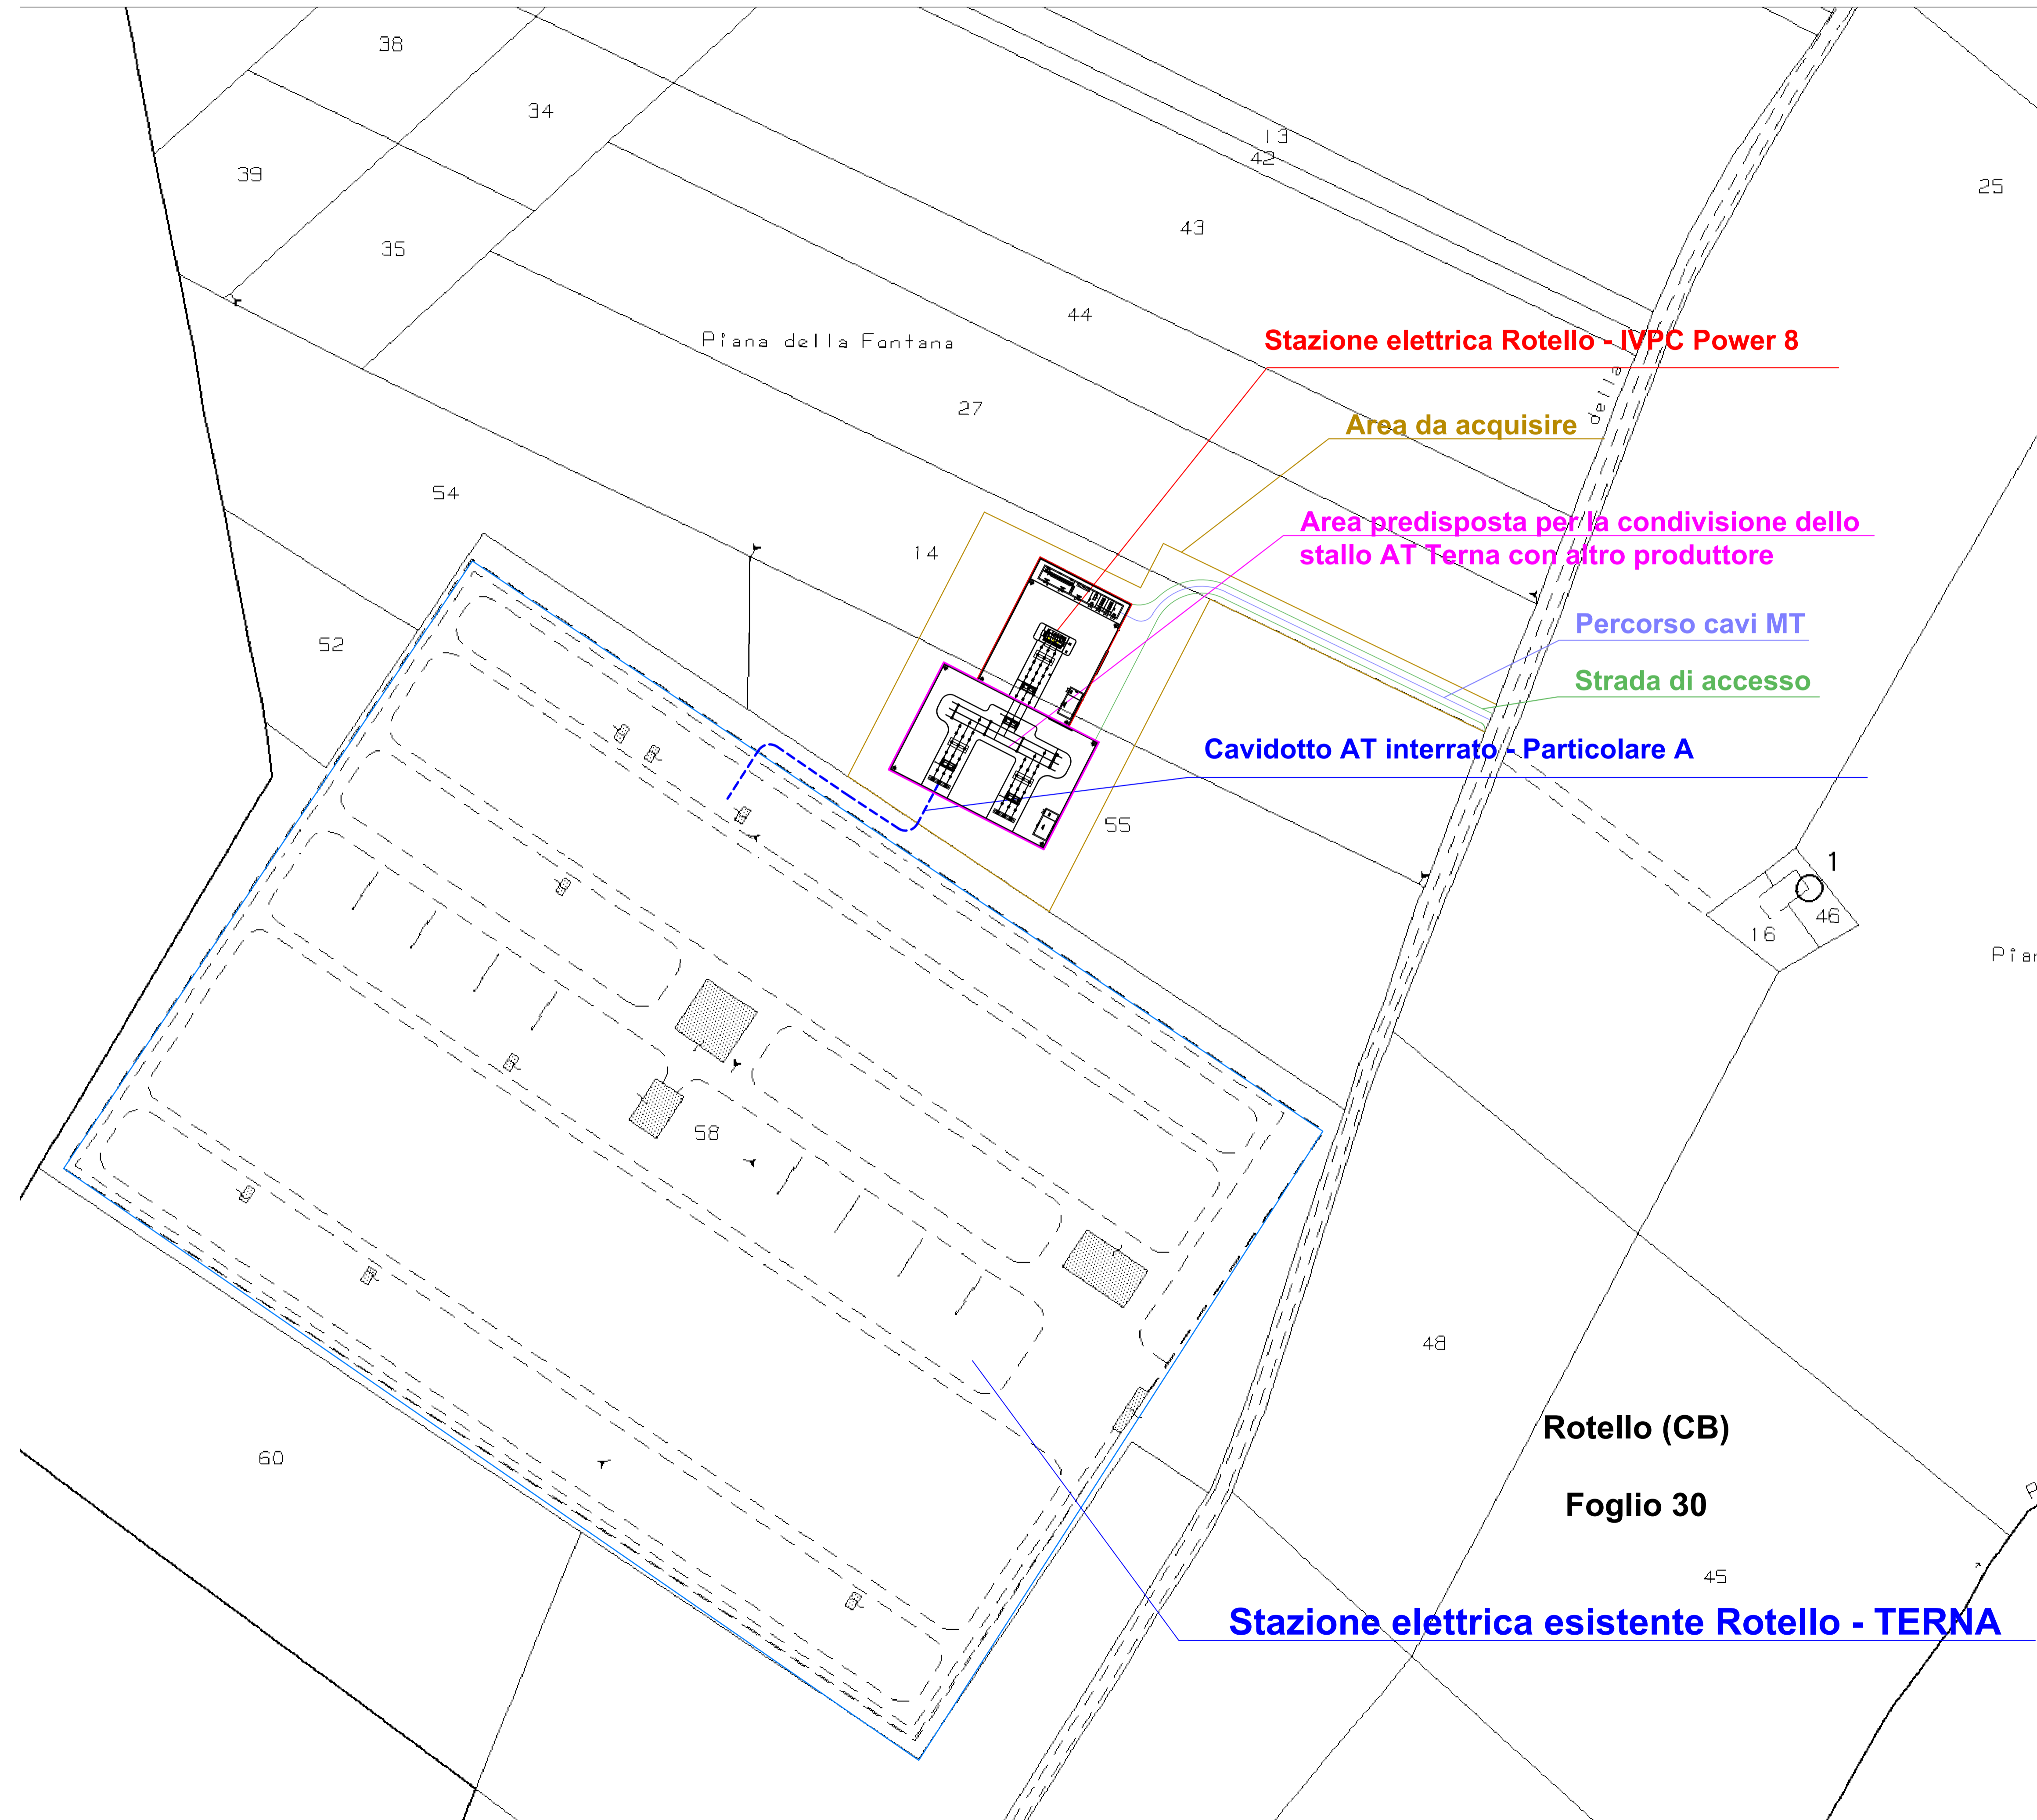 38
34
13
42
39
25
43
35
44
Piana della Fontana
Stazione elettrica Rotello - IVPC Power 8
della
27
Area da acquisire
54
Area predisposta per la condivisione dello
stallo AT Terna con altro produttore
14
Percorso cavi MT
52
Strada di accesso
Cavidotto AT interrato - Particolare A
55
1
46
16
Pian
58
48
Rotello (CB)
60
Foglio 30
45
Stazione elettrica esistente Rotello - TERNA